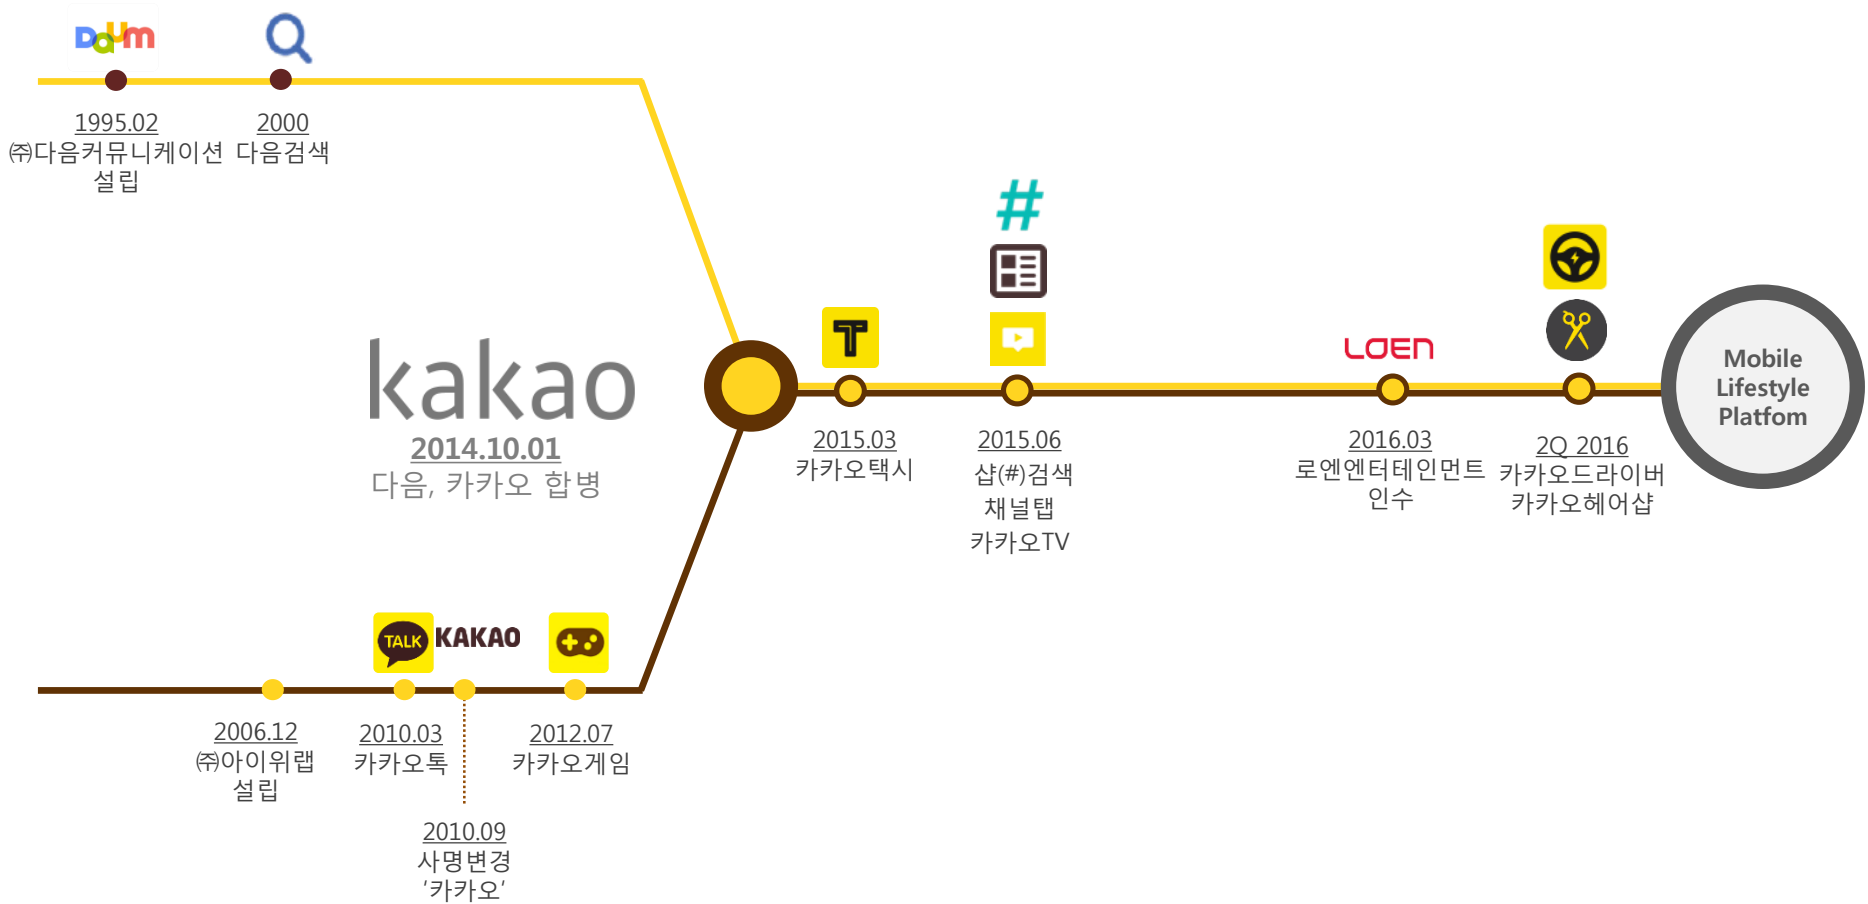 Daum
1995.02
㈜다음커뮤니케이션
설립
2000
다음검색
kakao
2014.10.01
다음, 카카오 합병
TALK
KAKAO
2006.12
㈜아이위랩
설립
2010.03
카카오톡
2010.09
사명변경
'카카오'
2012.07
카카오게임
T
2015.03
카카오택시
#
2015.06
샵(#)검색
채널탭
카카오TV
LOEN
2016.03
로엔엔터테인먼트
인수
2Q 2016
카카오드라이버
카카오헤어샵
Mobile
Lifestyle
Platfom